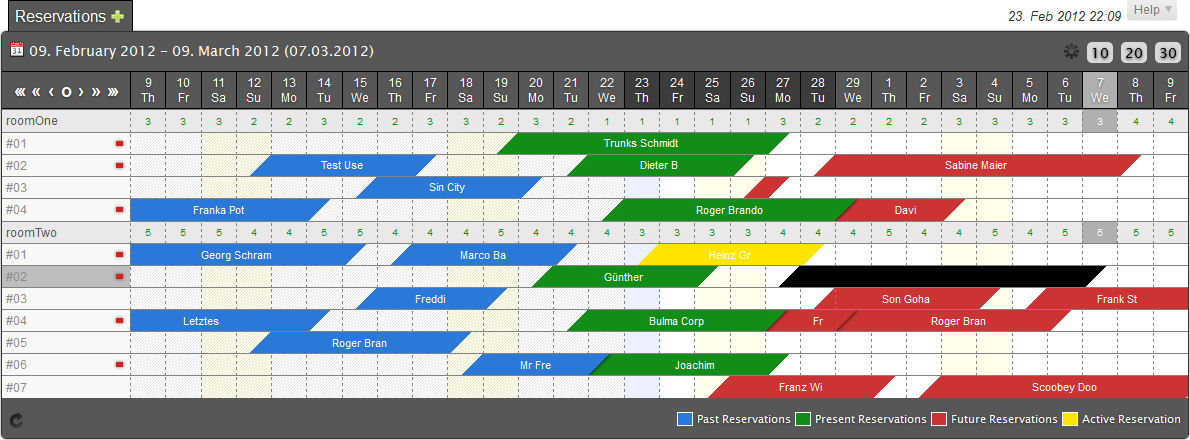 Reservations
23. Feb 2012 22:09 Help
09. February 2012 – 09. March 2012 (07.03.2012) 10 20 30
9 10 11 12 13 14 15 16 17 18 19 20 21 22 23 24 25 26 27 28 29 1 2 3 4 5 6 7 8 9
« « ‹ o › » » Th Fr Sa Su Mo Tu We Th Fr Sa Su Mo Tu We Th Fr Sa Su Mo Tu We Th Fr Sa Su Mo Tu We Th Fr
roomOne 3 3 3 2 2 3 2 2 3 3 2 3 2 1 1 1 1 1 3 2 2 2 2 3 3 3 3 3 4 4
#01 Trunks Schmidt
#02 Test Use Dieter B Sabine Maier
#03 Sin City
#04 Franka Pot Roger Brando Davi
roomTwo 5 5 5 4 4 5 5 4 4 4 5 4 4 4 3 3 3 3 4 4 4 5 4 4 5 4 5 5 5 5
#01 Georg Schram Marco Ba Heinz Gr
#02 Günther
#03 Freddi Son Goha Frank St
#04 Letztes Bulma Corp Fr Roger Bran
#05 Roger Bran
#06 Mr Fre Joachim
#07 Franz Wi Scoobey Doo
Past Reservations Present Reservations Future Reservations Active Reservation